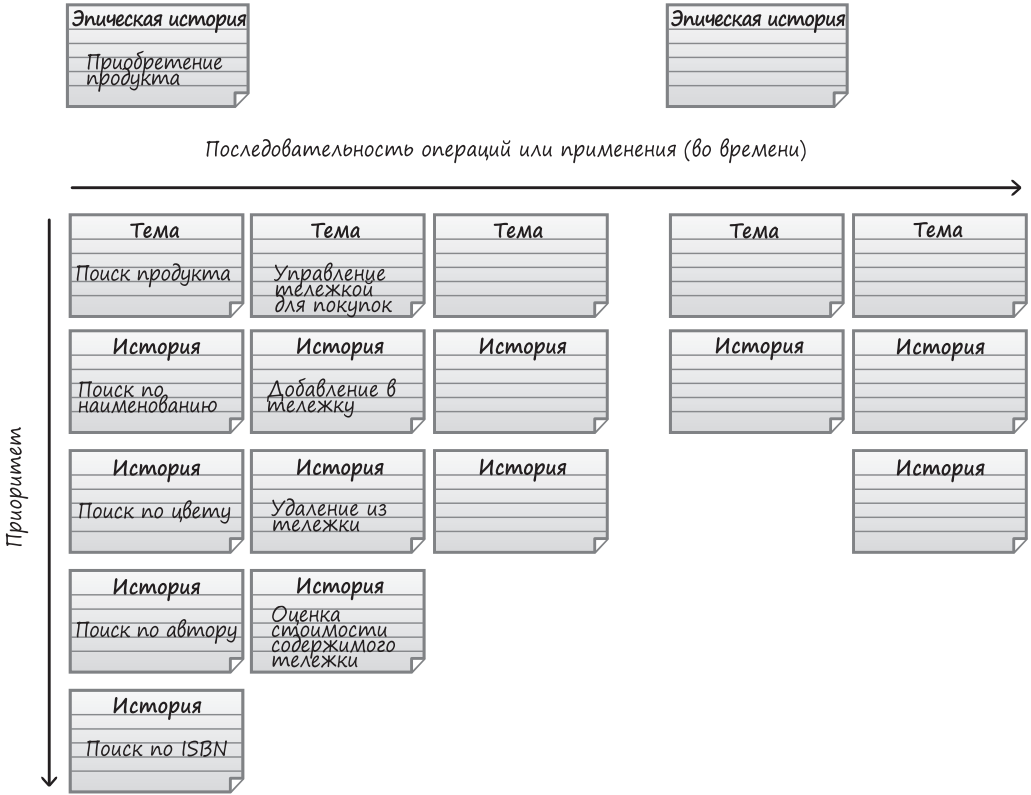 Эпическая история
Приобретение
продукта
Эпическая история
Последовательность операций или применения (во времени)
Приоритет
Тема
Поиск продукта
Тема
Управление
тележкой
для покупок
Тема
Тема
Тема
История
Поиск по
наименованию
История
Добавление в
тележку
История
История
История
История
Поиск по цвету
История
Удаление из
тележки
История
История
История
Поиск по автору
История
Оценка
стоимости
содержимого
тележки
История
Поиск по ISBN